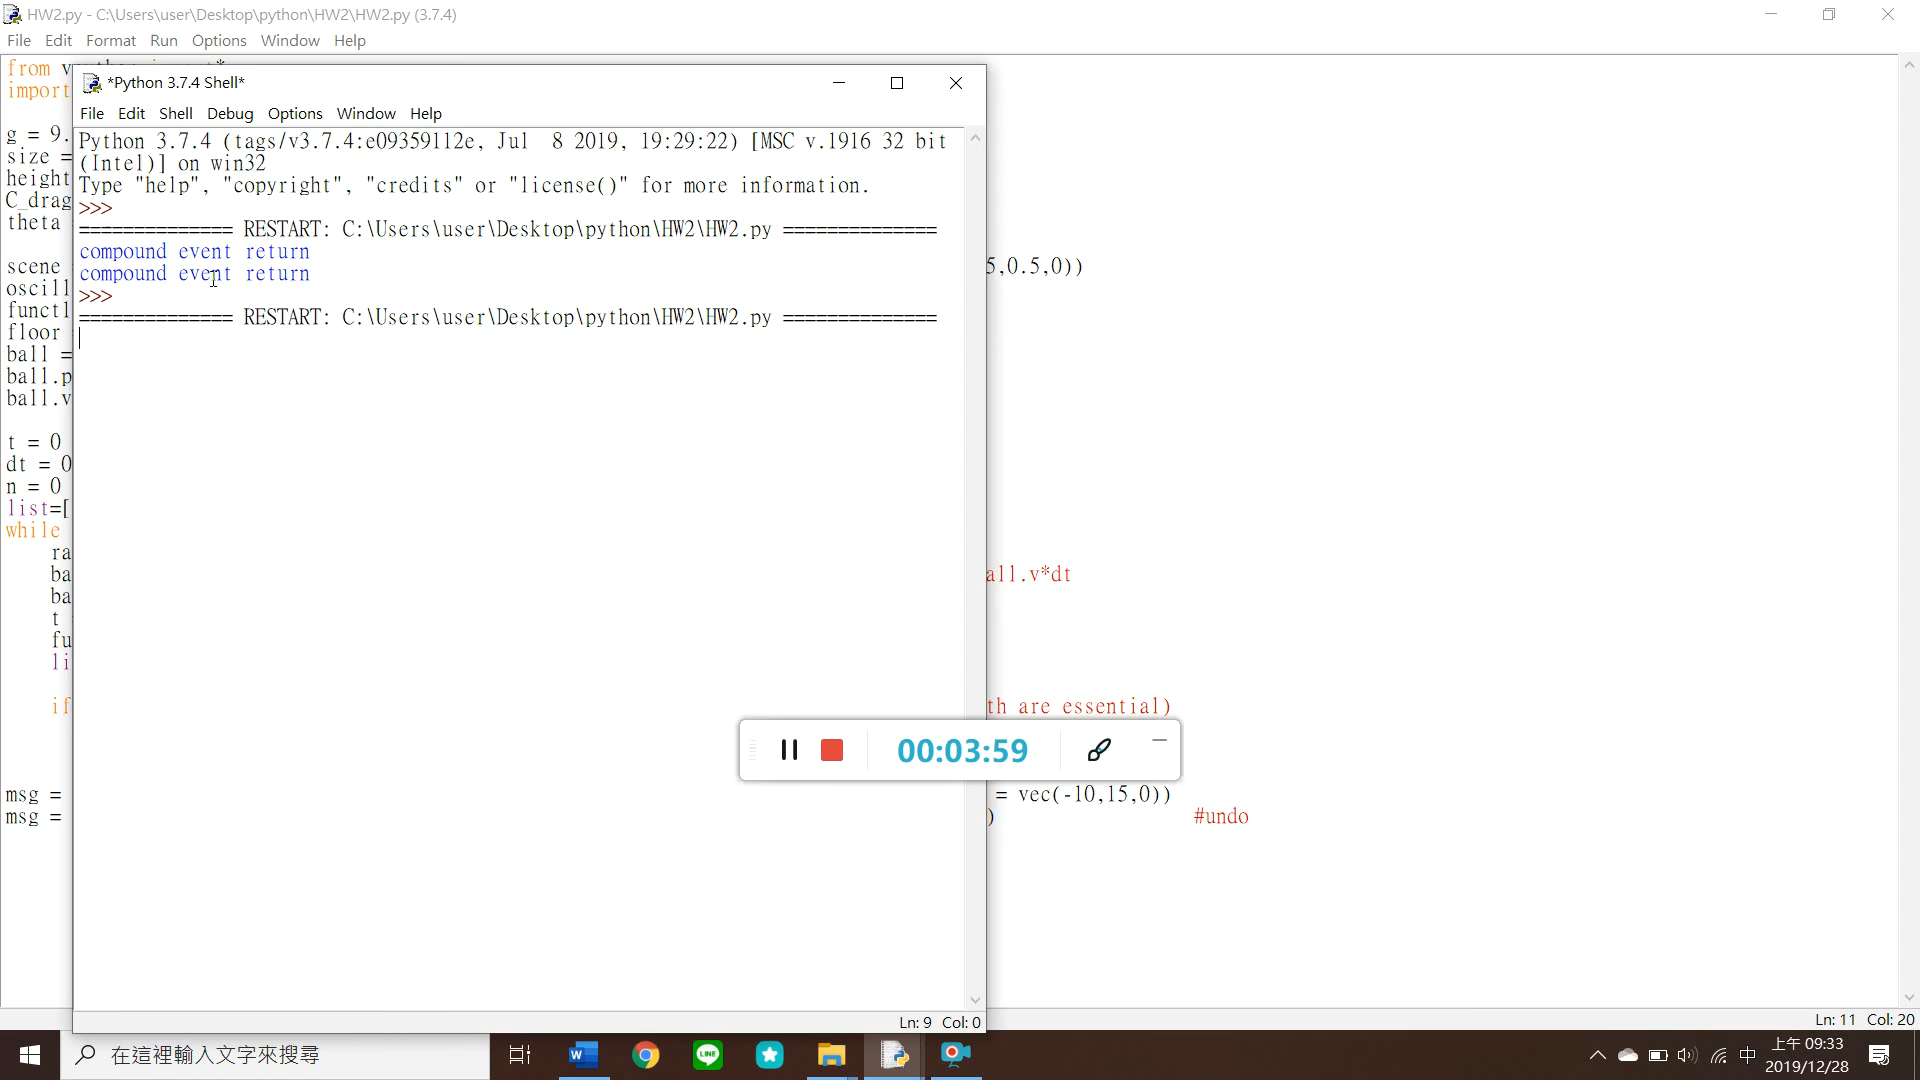 HW2.py - C:\Users\user\Desktop\python\HW2\HW2.py (3.7.4)
File Edit Format Run Options Window Help
from
import
g = 9.
size =
height
C_drag
theta
scene
5,0.5,0))
oscill
floor
ball =
ball.p
ball.v
t = 0
dt = 0
n = 0
list=[
while
ra
ba
all.v*dt
ba
t
fu
li
if
th are essential)
msg =
= vec(-10,15,0))
msg =
) #undo
*Python 3.7.4 Shell*
File Edit Shell Debug Options Window Help
Python 3.7.4 (tags/v3.7.4:e09359112e, Jul 8 2019, 19:29:22) [MSC v.1916 32 bit
(Intel)] on win32
Type "help", "copyright", "credits" or "license()" for more information.
>>>
============== RESTART: C:\Users\user\Desktop\python\HW2\HW2.py ==============
compound event return
compound event return
>>>
============== RESTART: C:\Users\user\Desktop\python\HW2\HW2.py ==============
00:03:59
Ln: 9 Col: 0
Ln: 11 Col: 20
在這裡輸入文字來搜尋
W
LINE
中
上午 09:33
2019/12/28